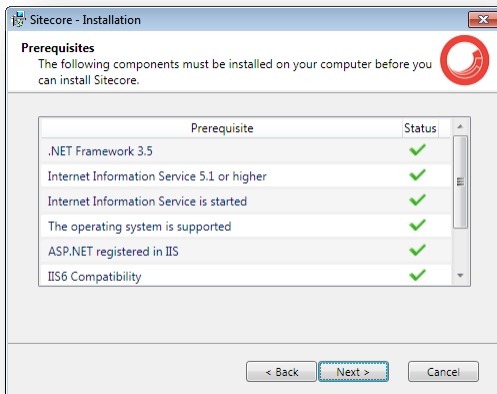 Sitecore - Installation
Prerequisites
The following components must be installed on your computer before you
can install Sitecore.
Prerequisite Status
.NET Framework 3.5
Internet Information Service 5.1 or higher
Internet Information Service is started
The operating system is supported
ASP.NET registered in IIS
IIS6 Compatibility
< Back Next > Cancel